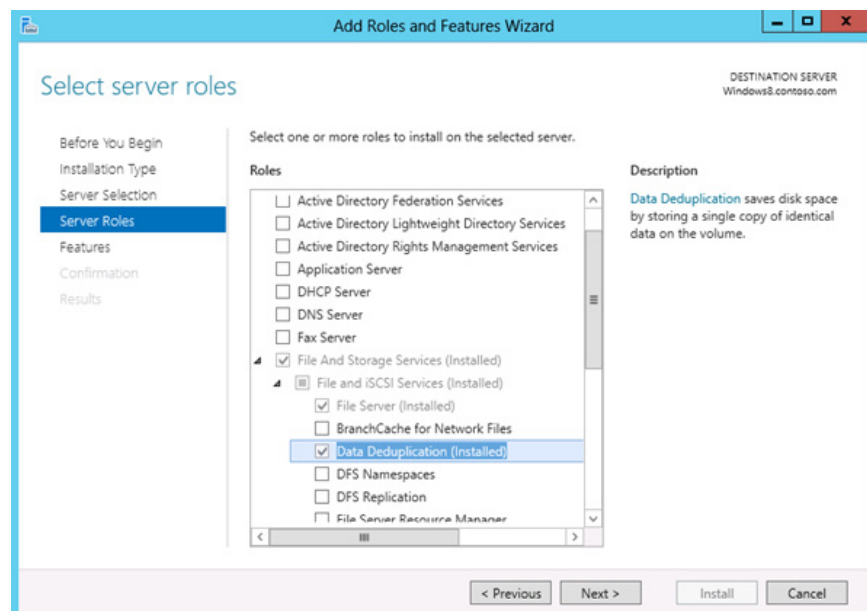 Add Roles and Features Wizard
Select server roles
DESTINATION SERVER
Windows8.contoso.com
Before You Begin
Installation Type
Server Selection
Server Roles
Features
Confirmation
Results
Select one or more roles to install on the selected server.
Roles
Active Directory Federation Services
Active Directory Lightweight Directory Services
Active Directory Rights Management Services
Application Server
DHCP Server
DNS Server
Fax Server
File And Storage Services (Installed)
File and iSCSI Services (Installed)
File Server (Installed)
BranchCache for Network Files
Data Deduplication (Installed)
DFS Namespaces
DFS Replication
File Server Resource Manager
Description
Data Deduplication saves disk space
by storing a single copy of identical
data on the volume.
< Previous
Next >
Install
Cancel